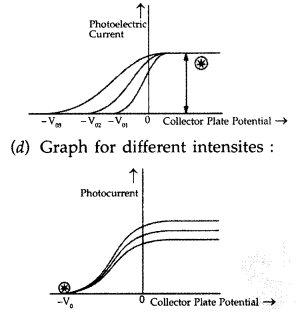 Photoelectric
Current
-V03 -V02 -V01 0 Collector Plate Potential
(d) Graph for different intensites :
Photocurrent
-V0 0 Collector Plate Potential